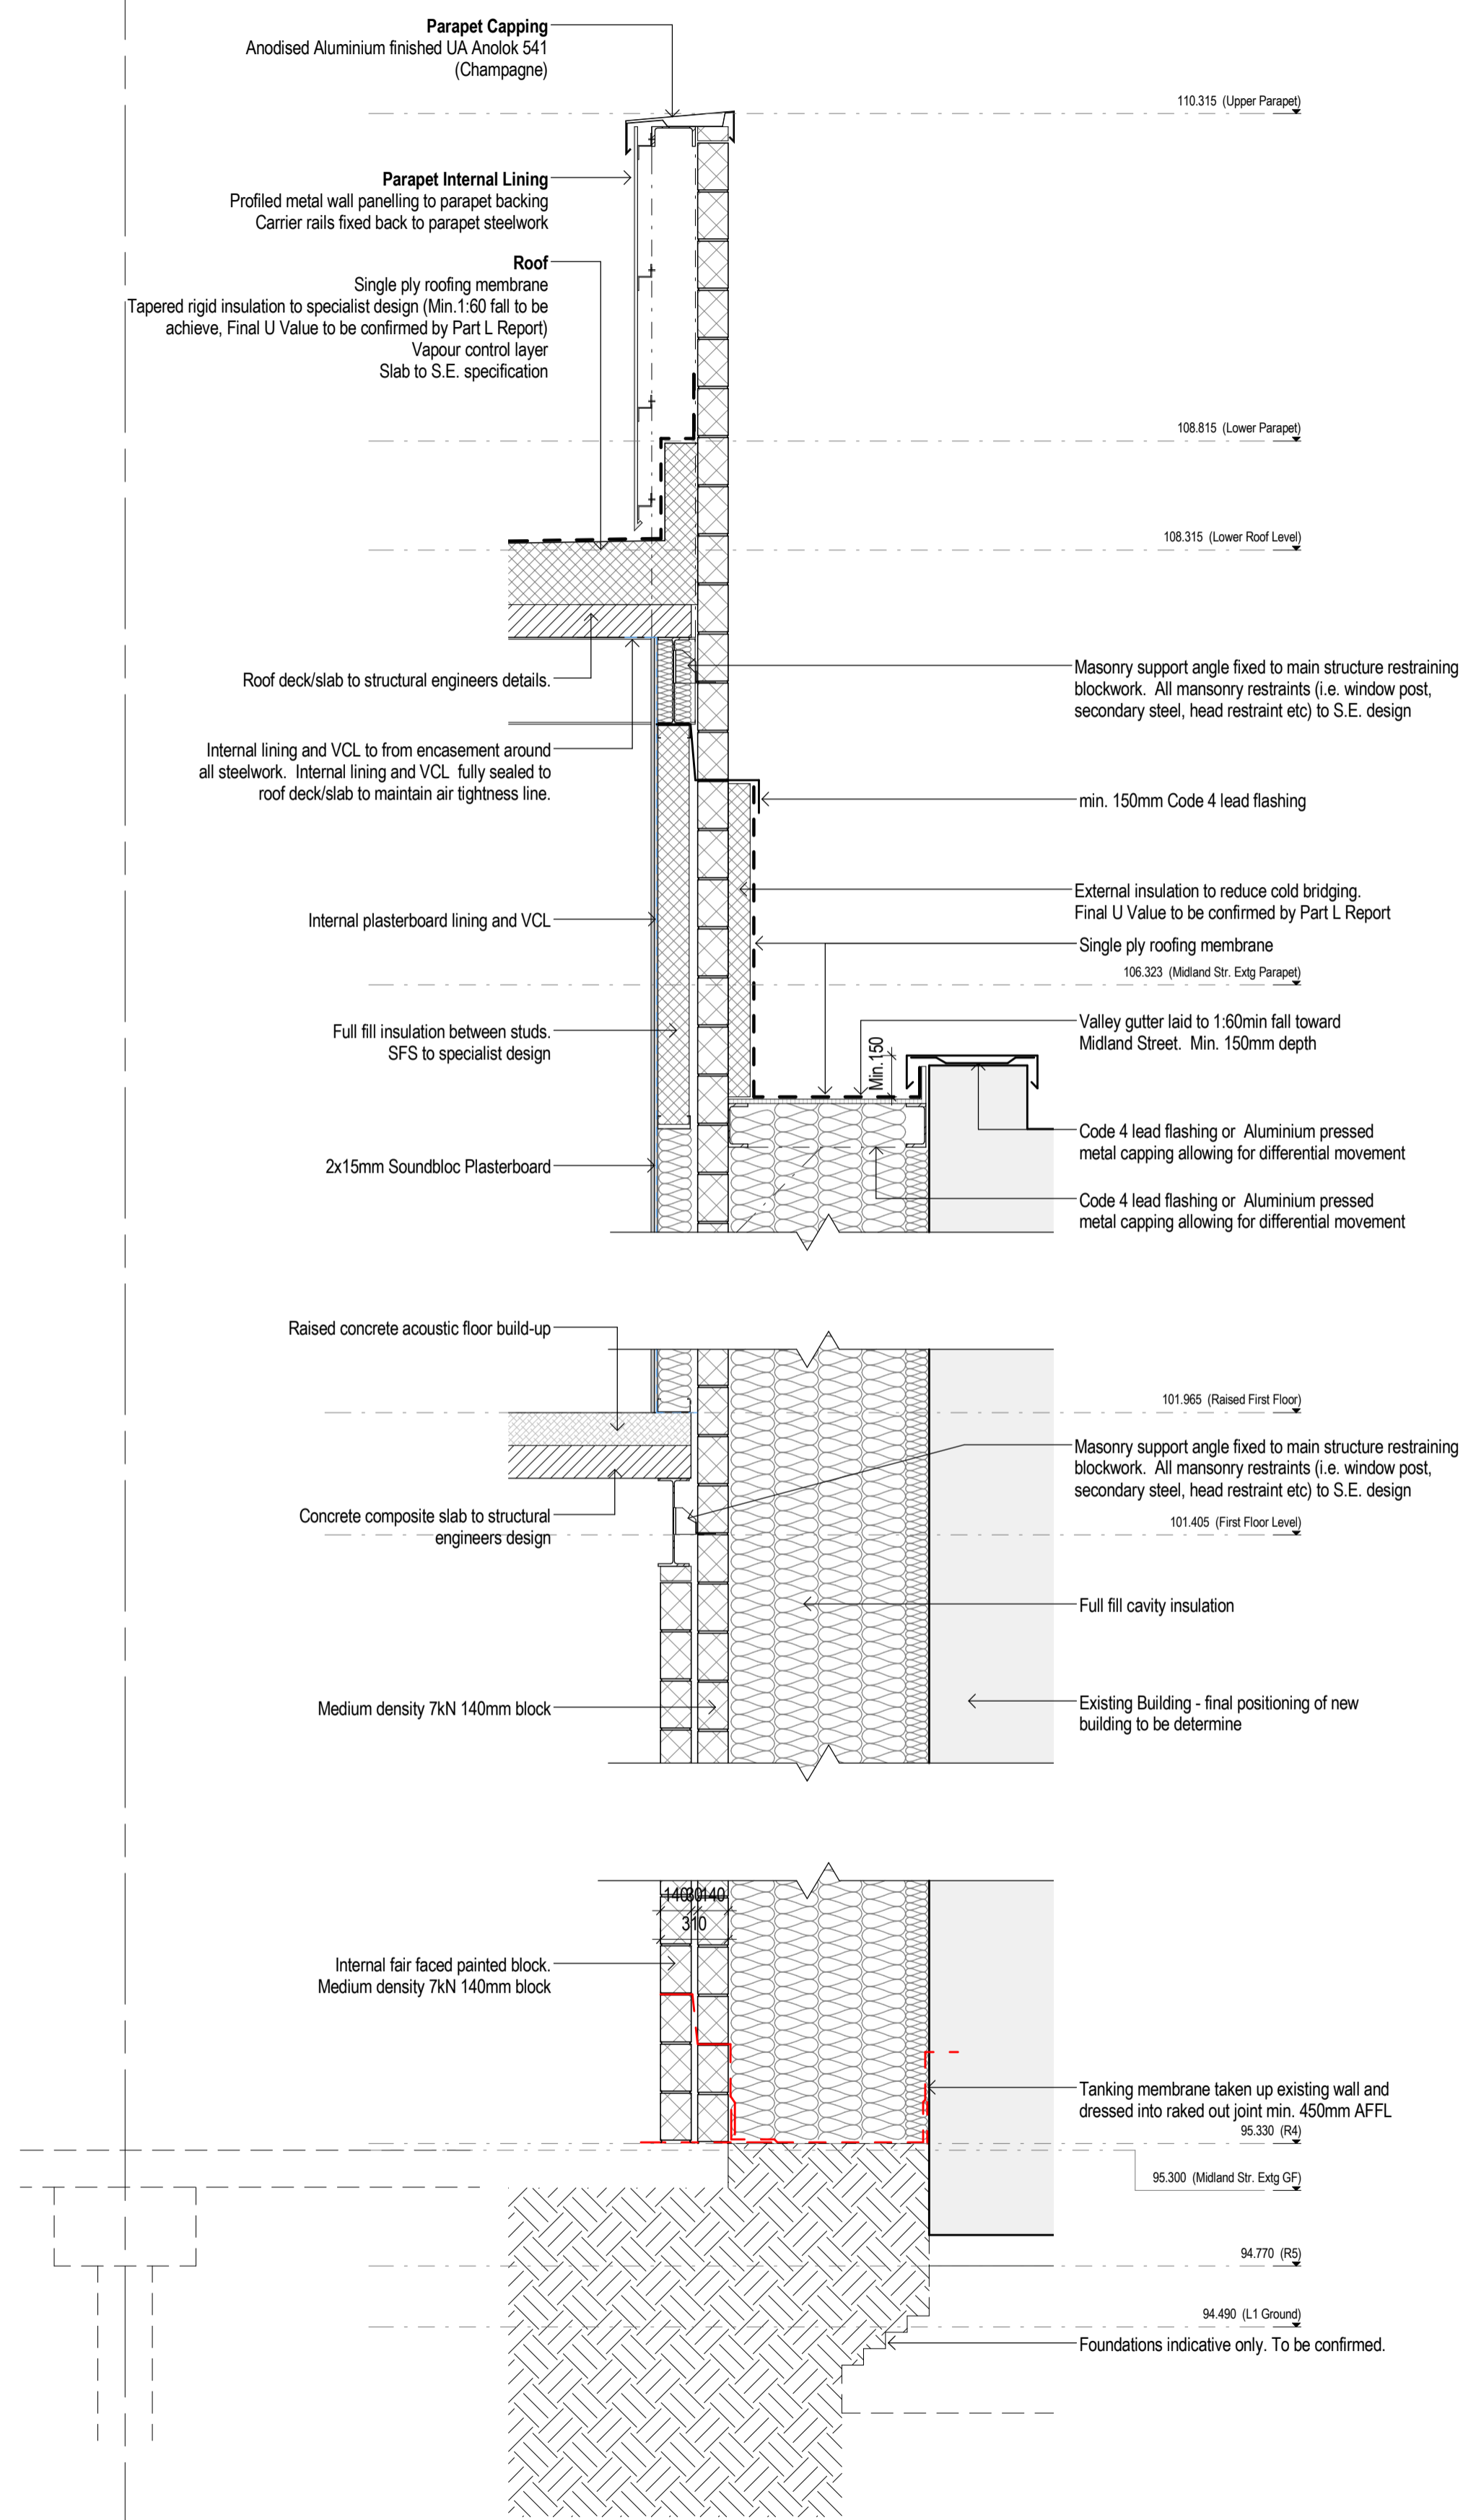 Parapet Capping
Anodised Aluminium finished UA Anolok 541
(Champagne)
110.315 (Upper Parapet)
Parapet Internal Lining
Profiled metal wall panelling to parapet backing
Carrier rails fixed back to parapet steelwork
Roof
Single ply roofing membrane
Tapered rigid insulation to specialist design (Min.1:60 fall to be
achieve, Final U Value to be confirmed by Part L Report)
Vapour control layer
Slab to S.E. specification
108.815 (Lower Parapet)
108.315 (Lower Roof Level)
Roof deck/slab to structural engineers details.
Masonry support angle fixed to main structure restraining
blockwork. All mansonry restraints (i.e. window post,
secondary steel, head restraint etc) to S.E. design
Internal lining and VCL to from encasement around
all steelwork. Internal lining and VCL fully sealed to
roof deck/slab to maintain air tightness line.
min. 150mm Code 4 lead flashing
External insulation to reduce cold bridging.
Final U Value to be confirmed by Part L Report
Internal plasterboard lining and VCL
Single ply roofing membrane
106.323 (Midland Str. Extg Parapet)
Full fill insulation between studs.
SFS to specialist design
Valley gutter laid to 1:60min fall toward
Midland Street. Min. 150mm depth
Min.150
Code 4 lead flashing or Aluminium pressed
metal capping allowing for differential movement
2x15mm Soundbloc Plasterboard
Code 4 lead flashing or Aluminium pressed
metal capping allowing for differential movement
Raised concrete acoustic floor build-up
101.965 (Raised First Floor)
Masonry support angle fixed to main structure restraining
blockwork. All mansonry restraints (i.e. window post,
secondary steel, head restraint etc) to S.E. design
Concrete composite slab to structural
engineers design
101.405 (First Floor Level)
Full fill cavity insulation
Medium density 7kN 140mm block
Existing Building - final positioning of new
building to be determine
140 30 140
310
Internal fair faced painted block.
Medium density 7kN 140mm block
Tanking membrane taken up existing wall and
dressed into raked out joint min. 450mm AFFL
95.330 (R4)
95.300 (Midland Str. Extg GF)
94.770 (R5)
94.490 (L1 Ground)
Foundations indicative only. To be confirmed.